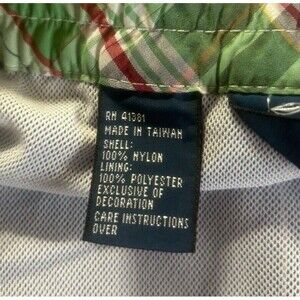 RN 41381
MADE IN TAIWAN
SHELL:
100% NYLON
LINING:
100% POLYESTER
EXCLUSIVE OF
DECORATION
CARE INSTRUCTIONS
OVER